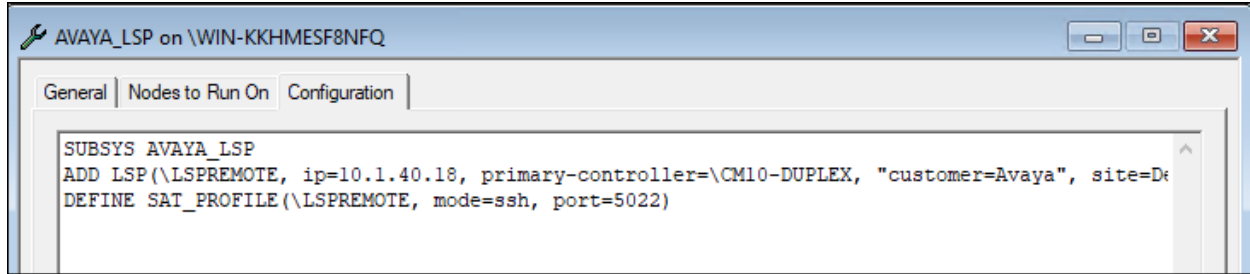 AVAYA_LSP on \WIN-KKHMESF8NFQ
General Nodes to Run On Configuration
SUBSYS AVAYA_LSP
ADD LSP(\LSPREMOTE, ip=10.1.40.18, primary-controller=\CM10-DUPLEX, "customer=Avaya", site=De
DEFINE SAT_PROFILE(\LSPREMOTE, mode=ssh, port=5022)